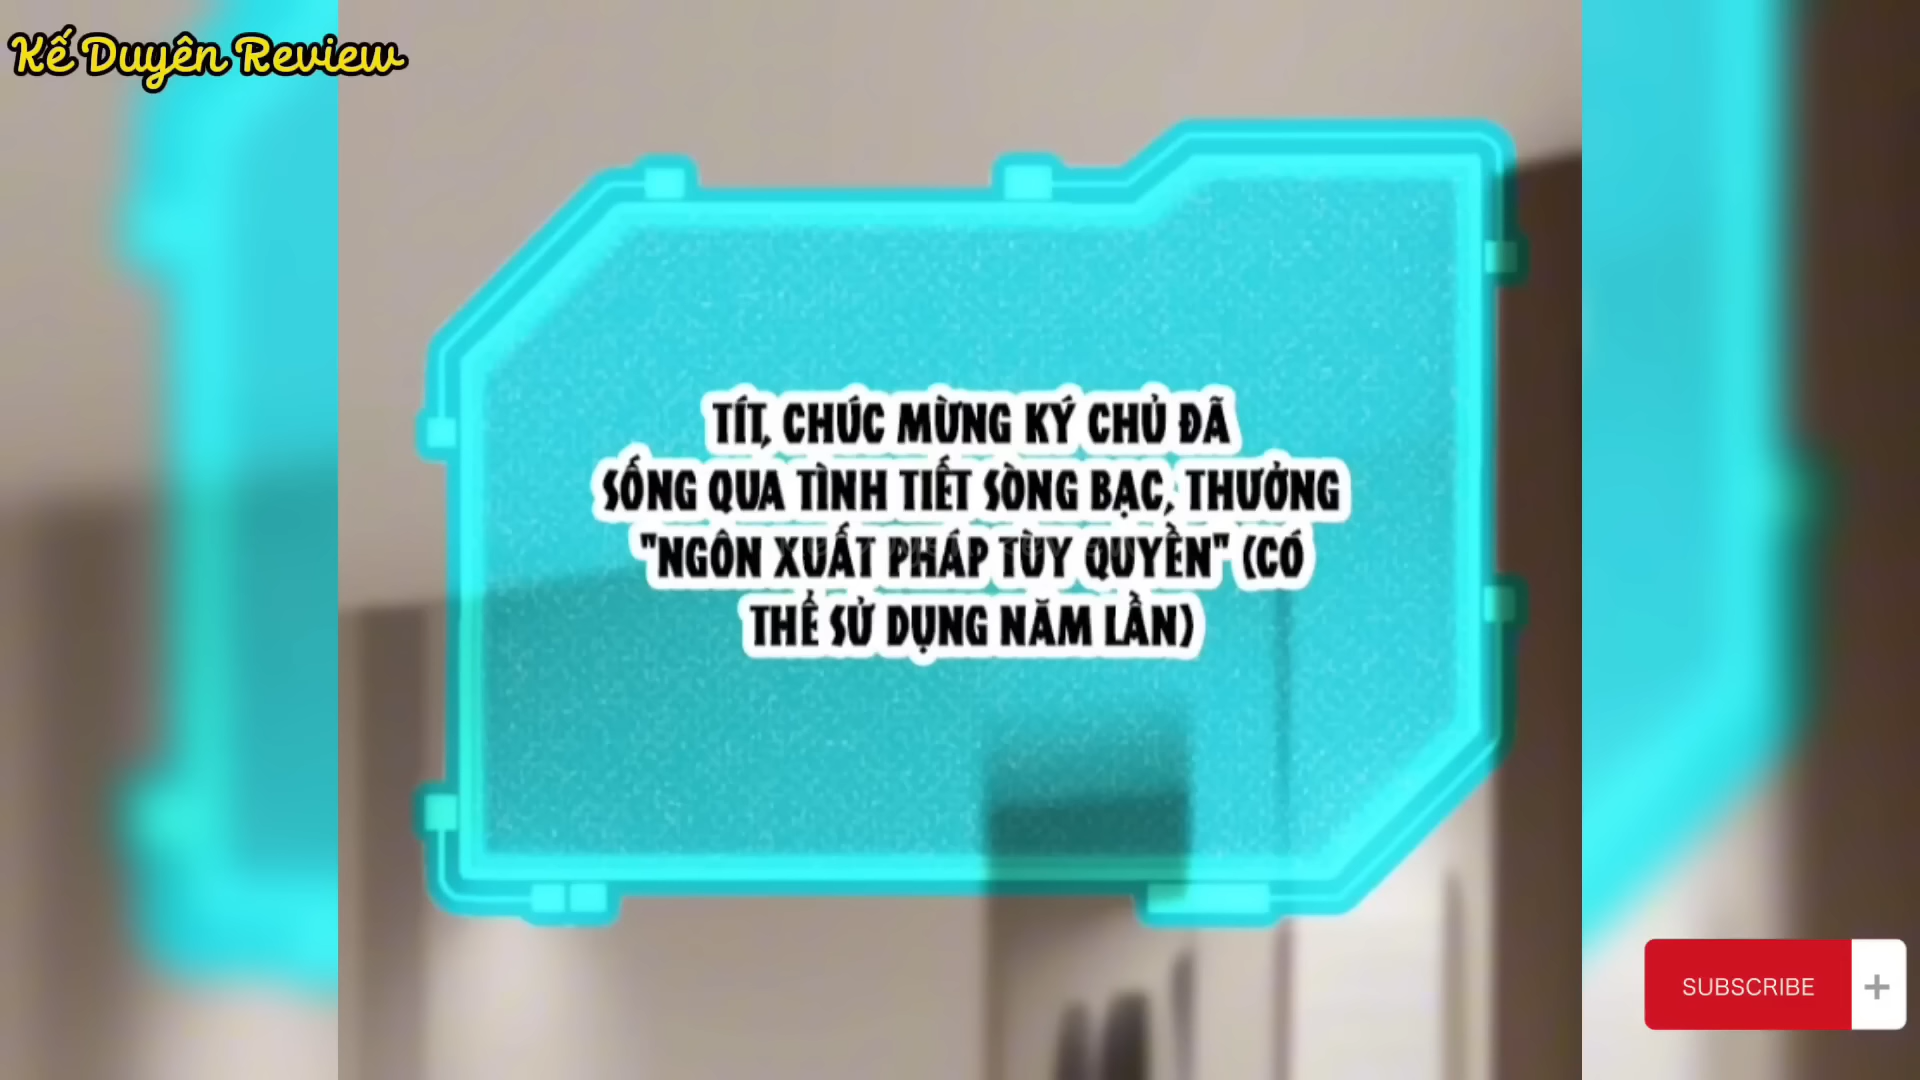 Kế Duyên Review
TÍT, CHÚC MỪNG KÝ CHỦ ĐÃ
SỐNG QUA TÌNH TIẾT SÒNG BẠC, THƯỞNG
"NGÔN XUẤT PHÁP TÙY QUYỀN" (CÓ
THỂ SỬ DỤNG NĂM LẦN)
SUBSCRIBE